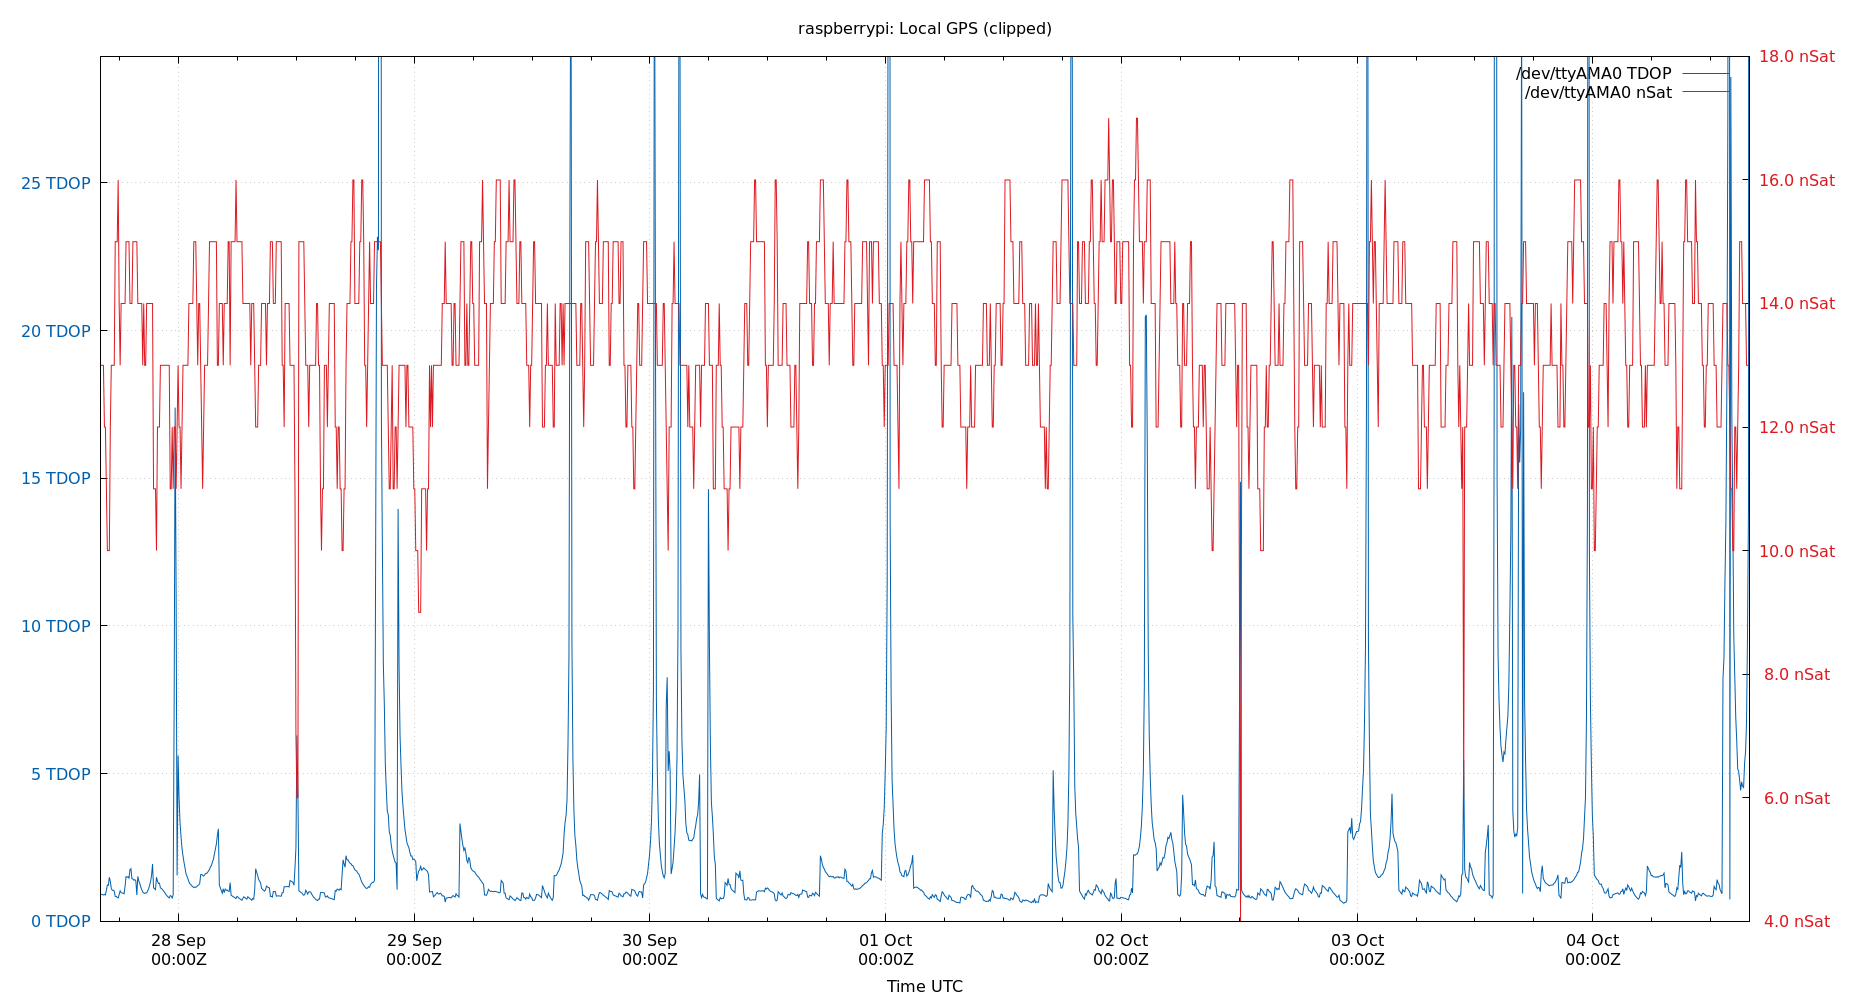 raspberrypi: Local GPS (clipped)
/dev/ttyAMA0 TDOP
/dev/ttyAMA0 nSat
25 TDOP
20 TDOP
15 TDOP
10 TDOP
5 TDOP
0 TDOP
18.0 nSat
16.0 nSat
14.0 nSat
12.0 nSat
10.0 nSat
8.0 nSat
6.0 nSat
4.0 nSat
28 Sep
00:00Z
29 Sep
00:00Z
30 Sep
00:00Z
01 Oct
00:00Z
02 Oct
00:00Z
03 Oct
00:00Z
04 Oct
00:00Z
Time UTC